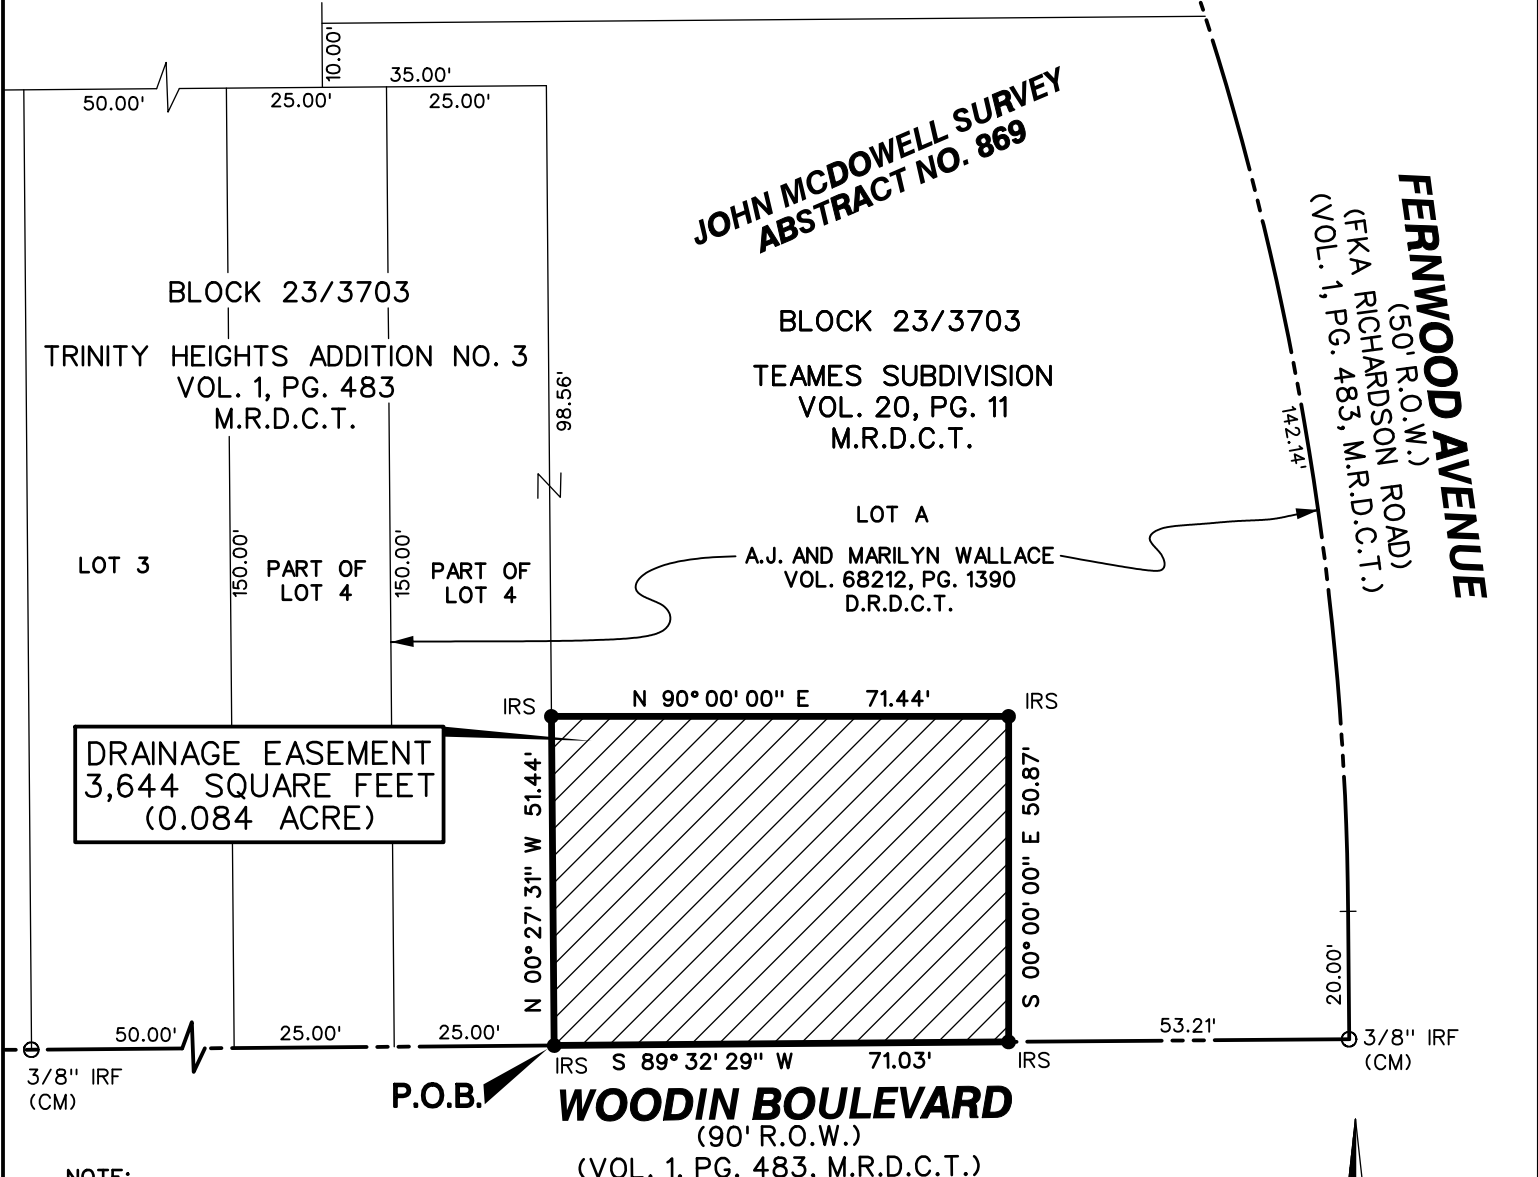 10.00'
35.00'
50.00'
25.00'
25.00'
JOHN MCDOWELL SURVEY
ABSTRACT NO. 869
FERNWOOD AVENUE
(50' R.O.W.)
(FKA RICHARDSON ROAD)
(VOL. 1, PG. 483, M.R.D.C.T.)
BLOCK 23/3703
TRINITY HEIGHTS ADDITION NO. 3
VOL. 1, PG. 483
M.R.D.C.T.
98.56'
BLOCK 23/3703
TEAMES SUBDIVISION
VOL. 20, PG. 11
M.R.D.C.T.
142.14'
LOT A
A.J. AND MARILYN WALLACE
VOL. 68212, PG. 1390
D.R.D.C.T.
LOT 3
150.00'
PART OF
LOT 4
150.00'
PART OF
LOT 4
IRS
N 90° 00' 00" E 71.44'
IRS
DRAINAGE EASEMENT
3,644 SQUARE FEET
(0.084 ACRE)
N 00° 27' 31" W 51.44'
S 00° 00' 00" E 50.87'
20.00'
50.00'
25.00'
25.00'
53.21'
3/8" IRF
(CM)
3/8" IRF
(CM)
IRS
S 89° 32' 29" W 71.03'
IRS
P.O.B.
WOODIN BOULEVARD
(90' R.O.W.)
(VOL. 1, PG. 483, M.R.D.C.T.)
NOTE: